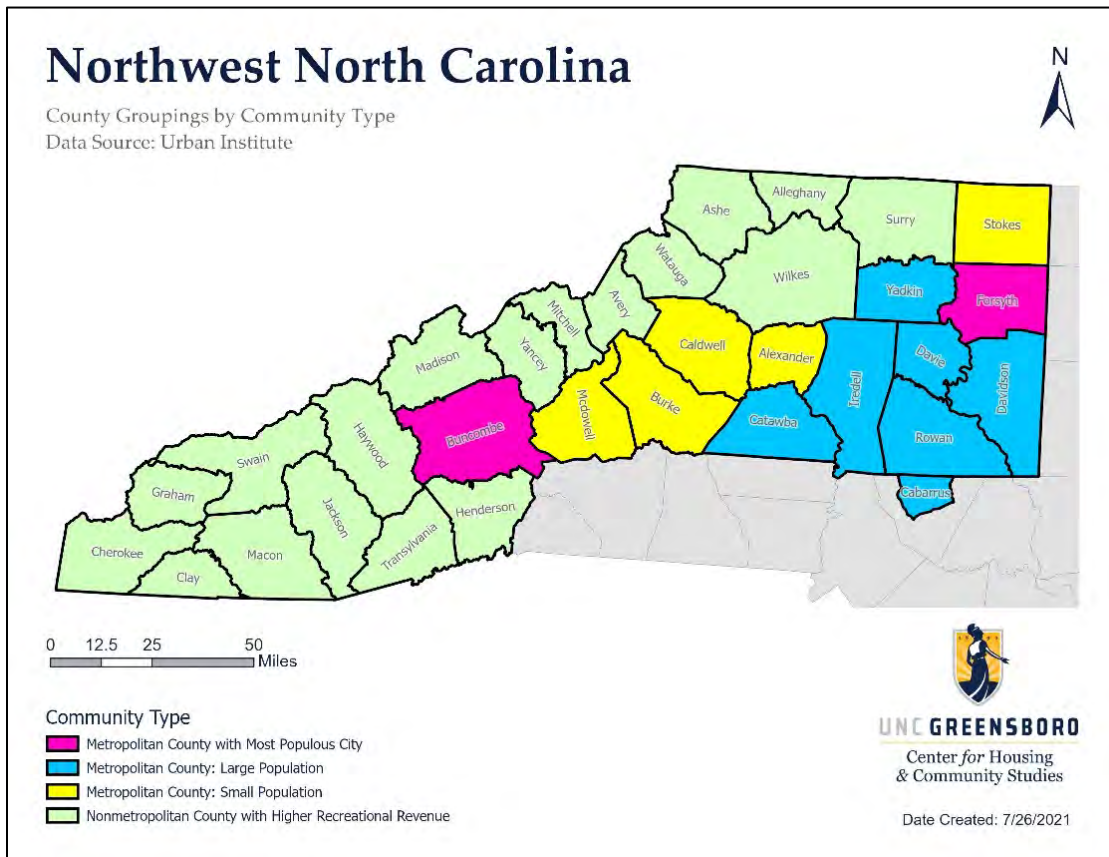 Northwest North Carolina
County Groupings by Community Type
Data Source: Urban Institute
N
Ashe
Alleghany
Surry
Stokes
Watauga
Wilkes
Yadkin
Forsyth
Avery
Mitchell
Caldwell
Alexander
Davie
Madison
Yancey
Iredell
Davidson
Mcdowell
Burke
Catawba
Rowan
Buncombe
Haywood
Swain
Cabarrus
Graham
Jackson
Henderson
Transylvania
Cherokee
Macon
Clay
0 12.5 25 50
Miles
Community Type
Metropolitan County with Most Populous City
Metropolitan County: Large Population
Metropolitan County: Small Population
Nonmetropolitan County with Higher Recreational Revenue
UNC GREENSBORO
Center for Housing
& Community Studies
Date Created: 7/26/2021